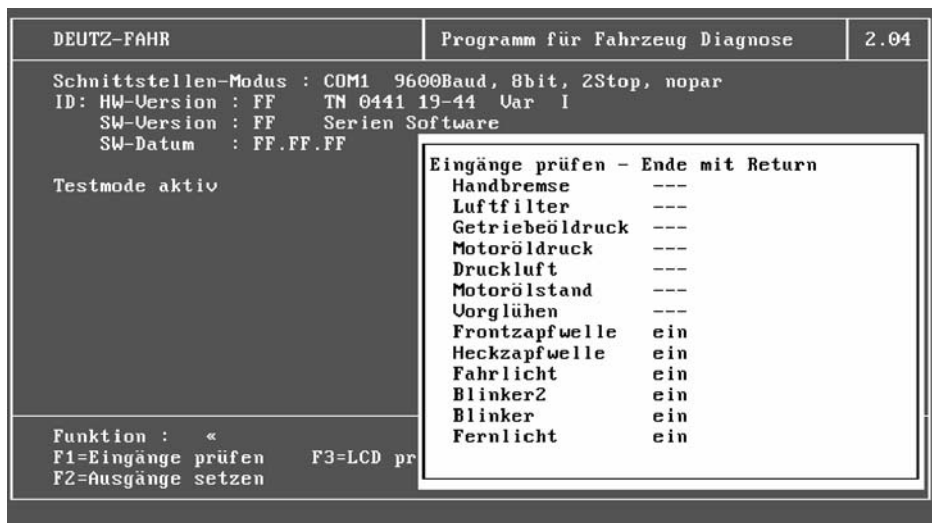 DEUTZ-FAHR Programm für Fahrzeug Diagnose 2.04
Schnittstellen-Modus : COM1 9600Baud, 8bit, 2Stop, nopar
ID: HW-Version : FF TN 0441 19-44 Var I
SW-Version : FF Serien Software
SW-Datum : FF.FF.FF
Testmode aktiv
Eingänge prüfen - Ende mit Return
Handbremse ---
Luftfilter ---
Getriebeöldruck ---
Motoröldruck ---
Druckluft ---
Motorölstand ---
Vorglühen ---
Frontzapfwelle ein
Heckzapfwelle ein
Fahrlicht ein
Blinker2 ein
Blinker ein
Fernlicht ein
Funktion : «
F1=Eingänge prüfen F3=LCD pr
F2=Ausgänge setzen